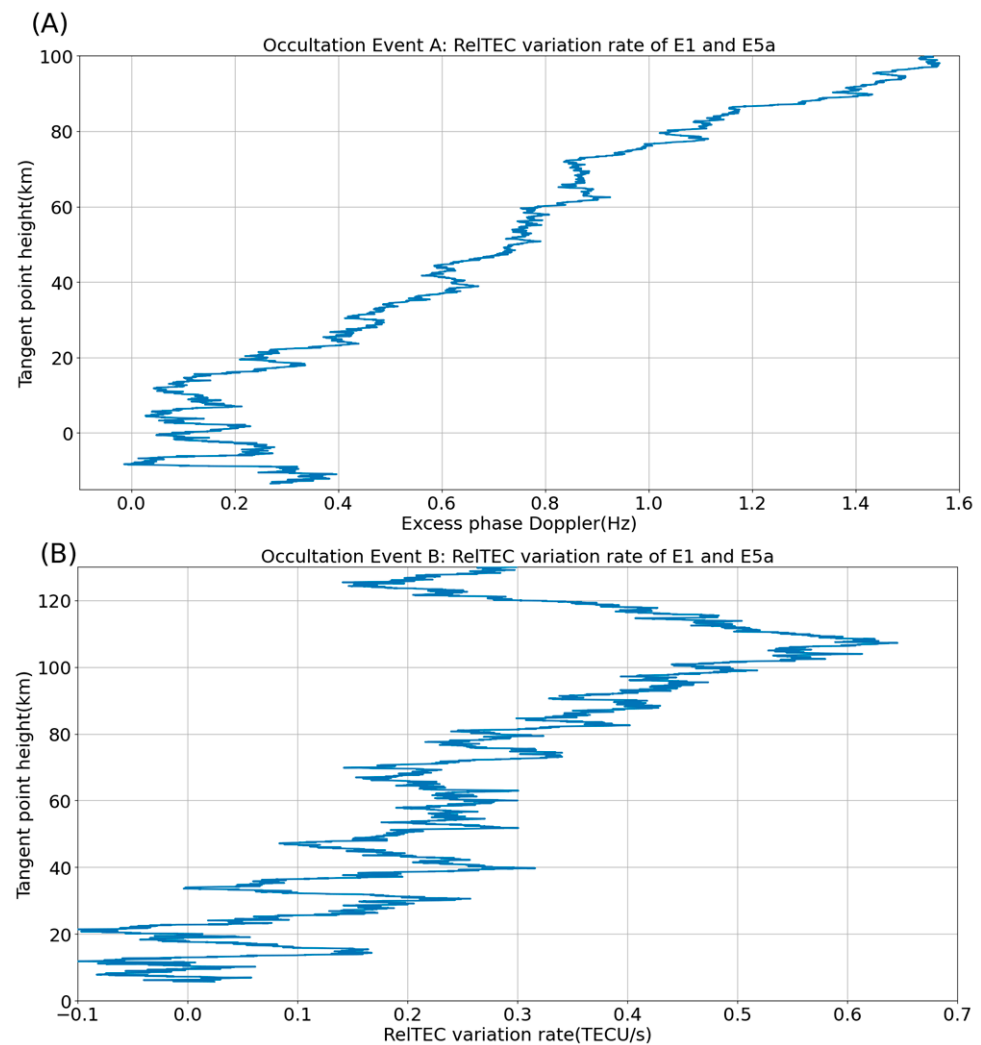 (A)
Occultation Event A: RelTEC variation rate of E1 and E5a
Tangent point height(km)
100
80
60
40
20
0
0.0 0.2 0.4 0.6 0.8 1.0 1.2 1.4 1.6
Excess phase Doppler(Hz)
(B)
Occultation Event B: RelTEC variation rate of E1 and E5a
Tangent point height(km)
120
100
80
60
40
20
0
−0.1 0.0 0.1 0.2 0.3 0.4 0.5 0.6 0.7
RelTEC variation rate(TECU/s)